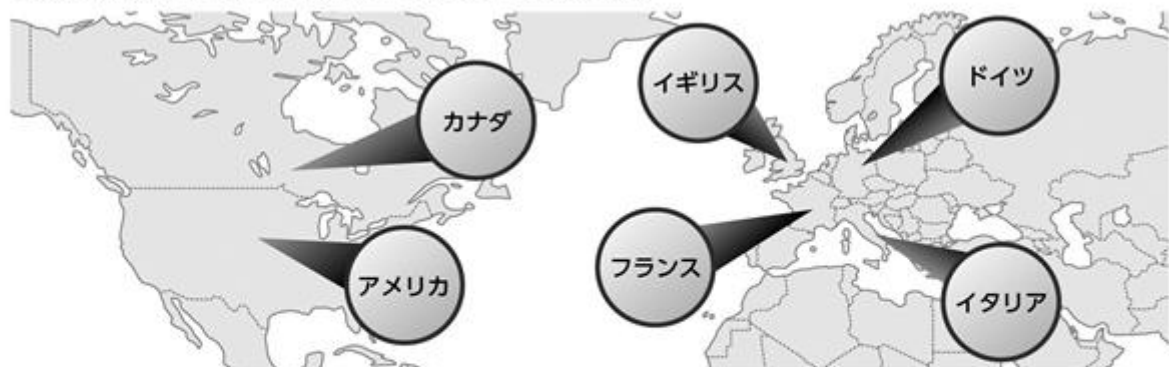 カナダ
アメリカ
イギリス
ドイツ
フランス
イタリア